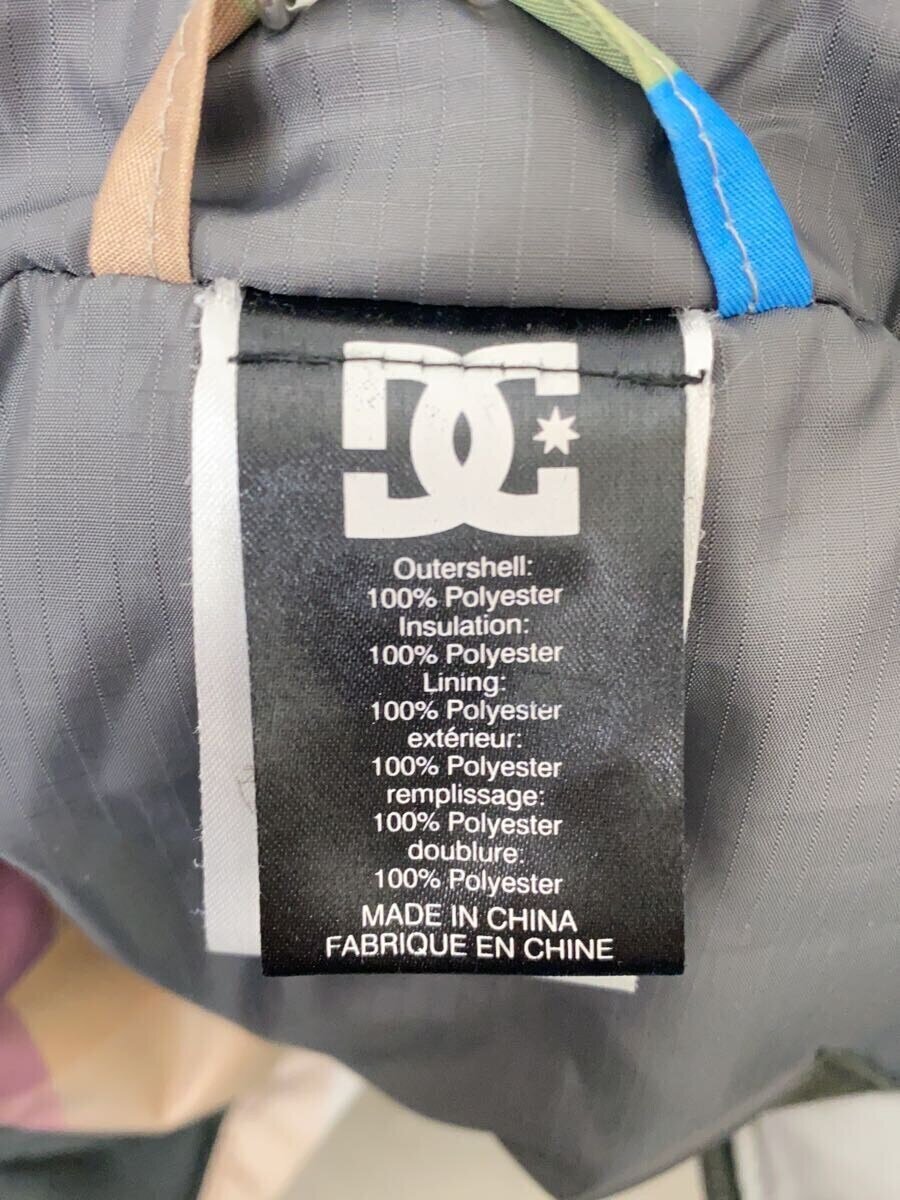 DC
Outershell:
100% Polyester
Insulation:
100% Polyester
Lining:
100% Polyester
extérieur:
100% Polyester
remplissage:
100% Polyester
doublure:
100% Polyester
MADE IN CHINA
FABRIQUE EN CHINE